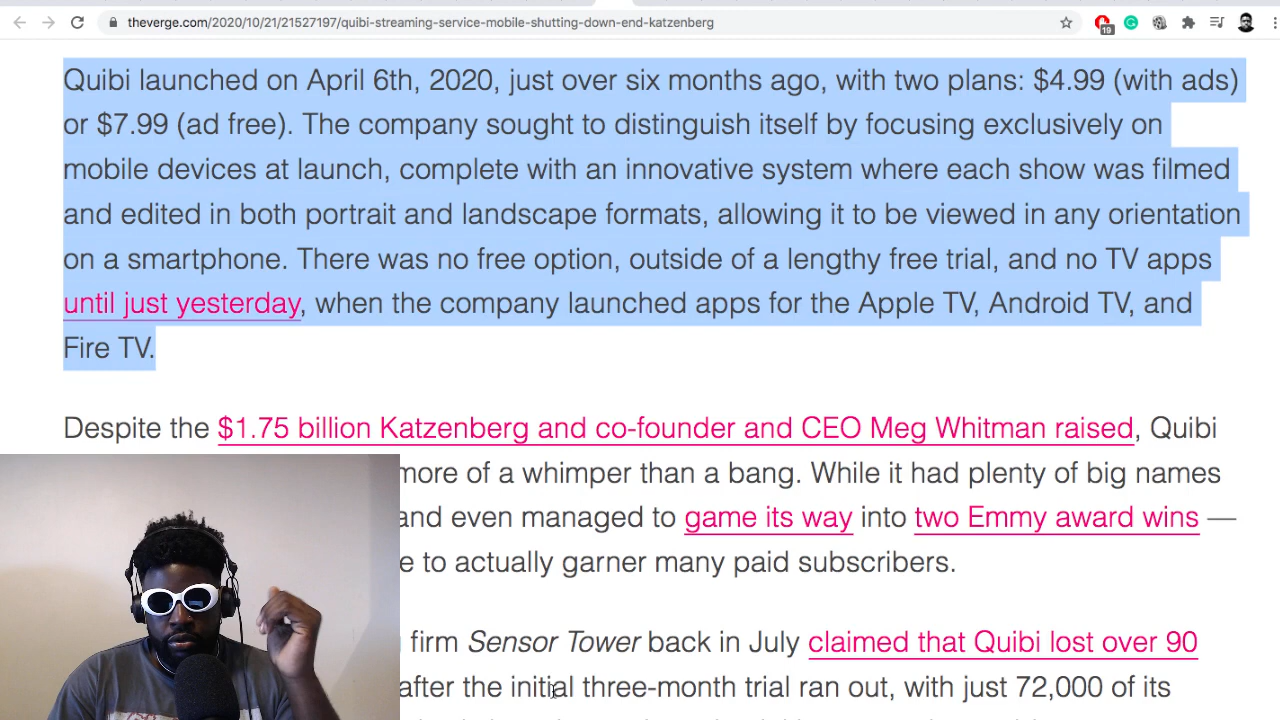 theverge.com/2020/10/21/21527197/quibi-streaming-service-mobile-shutting-down-end-katzenberg
19
Quibi launched on April 6th, 2020, just over six months ago, with two plans: $4.99 (with ads)
or $7.99 (ad free). The company sought to distinguish itself by focusing exclusively on
mobile devices at launch, complete with an innovative system where each show was filmed
and edited in both portrait and landscape formats, allowing it to be viewed in any orientation
on a smartphone. There was no free option, outside of a lengthy free trial, and no TV apps
until just yesterday, when the company launched apps for the Apple TV, Android TV, and
Fire TV.
Despite the $1.75 billion Katzenberg and co-founder and CEO Meg Whitman raised, Quibi
more of a whimper than a bang. While it had plenty of big names
and even managed to game its way into two Emmy award wins —
to actually garner many paid subscribers.
firm Sensor Tower back in July claimed that Quibi lost over 90
after the initial three-month trial ran out, with just 72,000 of its